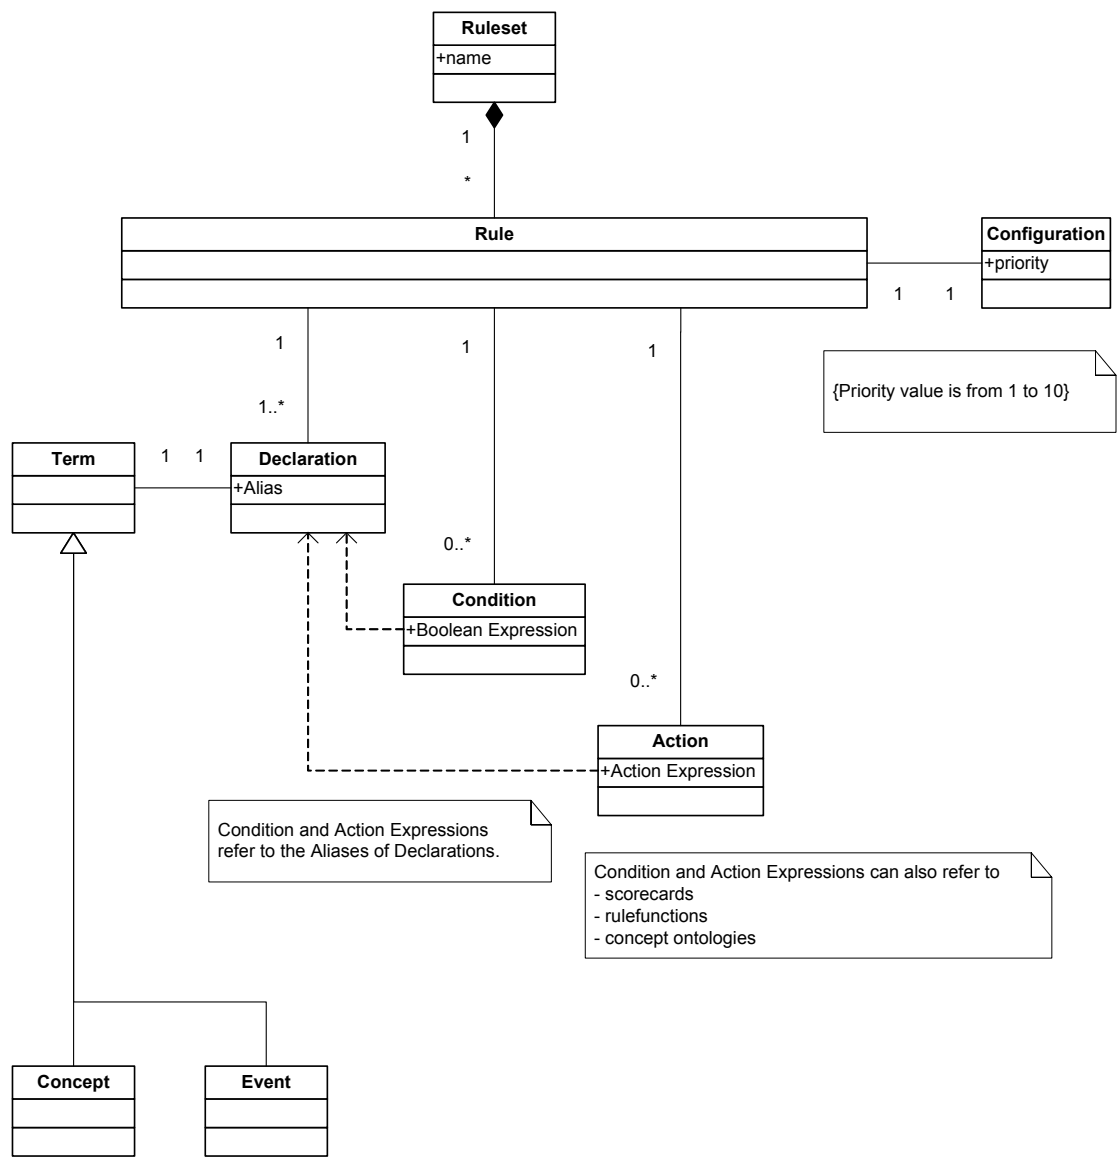 Ruleset
+name
1
*
Rule
Configuration
+priority
1 1
1
1
1
{Priority value is from 1 to 10}
1..*
Term
1 1
Declaration
+Alias
0..*
Condition
+Boolean Expression
0..*
Action
+Action Expression
Condition and Action Expressions
refer to the Aliases of Declarations.
Condition and Action Expressions can also refer to
- scorecards
- rulefunctions
- concept ontologies
Concept
Event